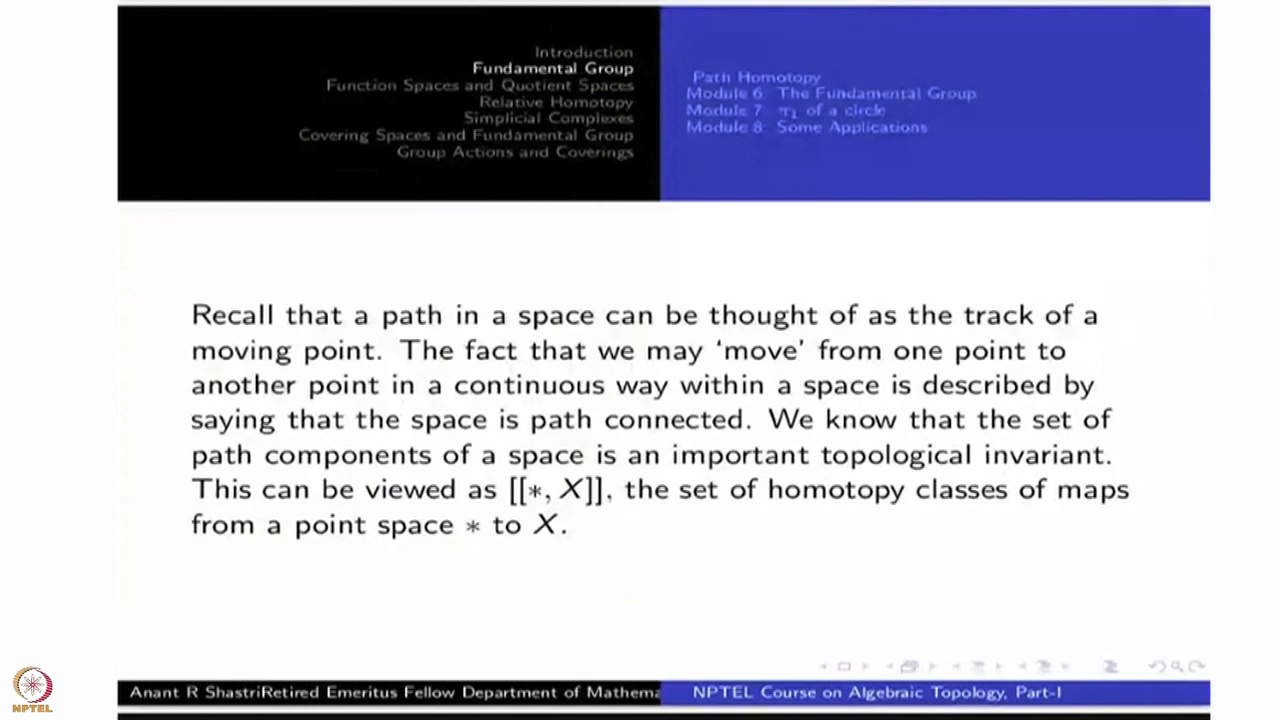 Introduction
Fundamental Group
Function Spaces and Quotient Spaces
Relative Homotopy
Simplicial Complexes
Covering Spaces and Fundamental Group
Group Actions and Coverings
Path Homotopy
Module 6: The Fundamental Group
Module 7: π₁ of a circle
Module 8: Some Applications
Recall that a path in a space can be thought of as the track of a
moving point. The fact that we may ‘move’ from one point to
another point in a continuous way within a space is described by
saying that the space is path connected. We know that the set of
path components of a space is an important topological invariant.
This can be viewed as [[∗, X]], the set of homotopy classes of maps
from a point space ∗ to X.
Anant R ShastriRetired Emeritus Fellow Department of Mathema
NPTEL Course on Algebraic Topology, Part-I
NPTEL